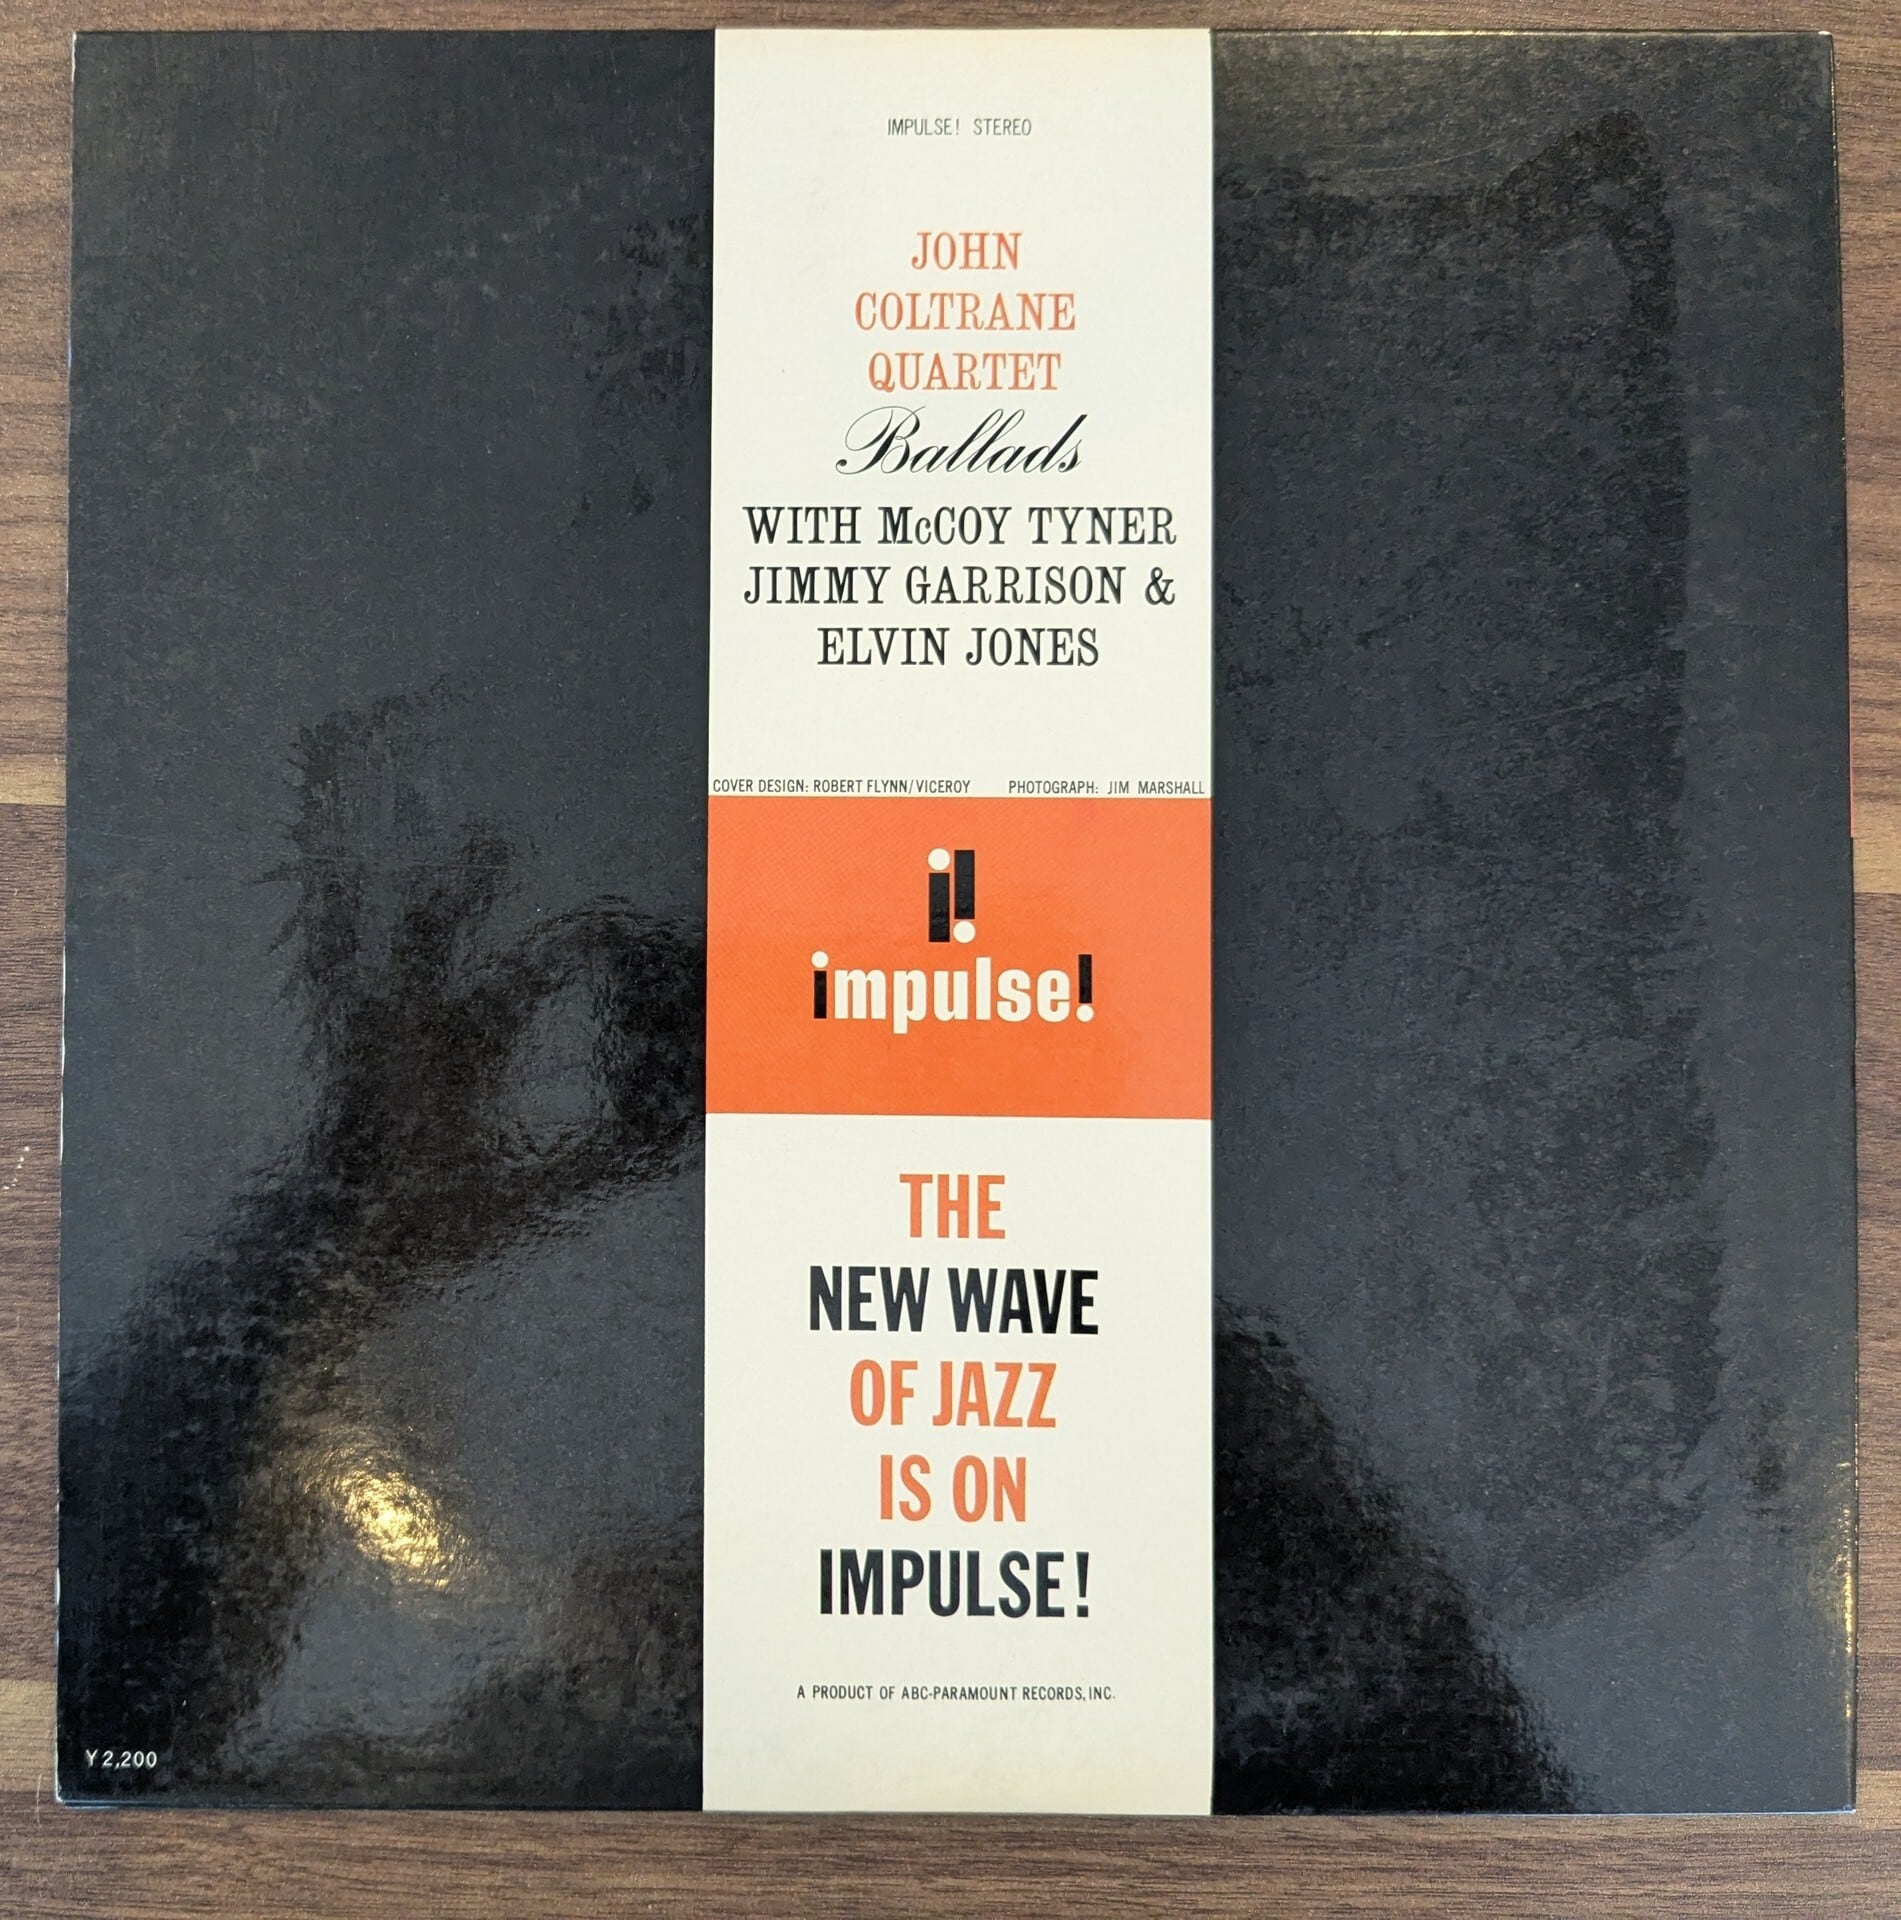 IMPULSE! STEREO
JOHN
COLTRANE
QUARTET
Ballads
WITH McCOY TYNER
JIMMY GARRISON &
ELVIN JONES
COVER DESIGN: ROBERT FLYNN/VICEROY PHOTOGRAPH: JIM MARSHALL
i!
impulse!
THE
NEW WAVE
OF JAZZ
IS ON
IMPULSE!
A PRODUCT OF ABC-PARAMOUNT RECORDS, INC.
Y 2,200